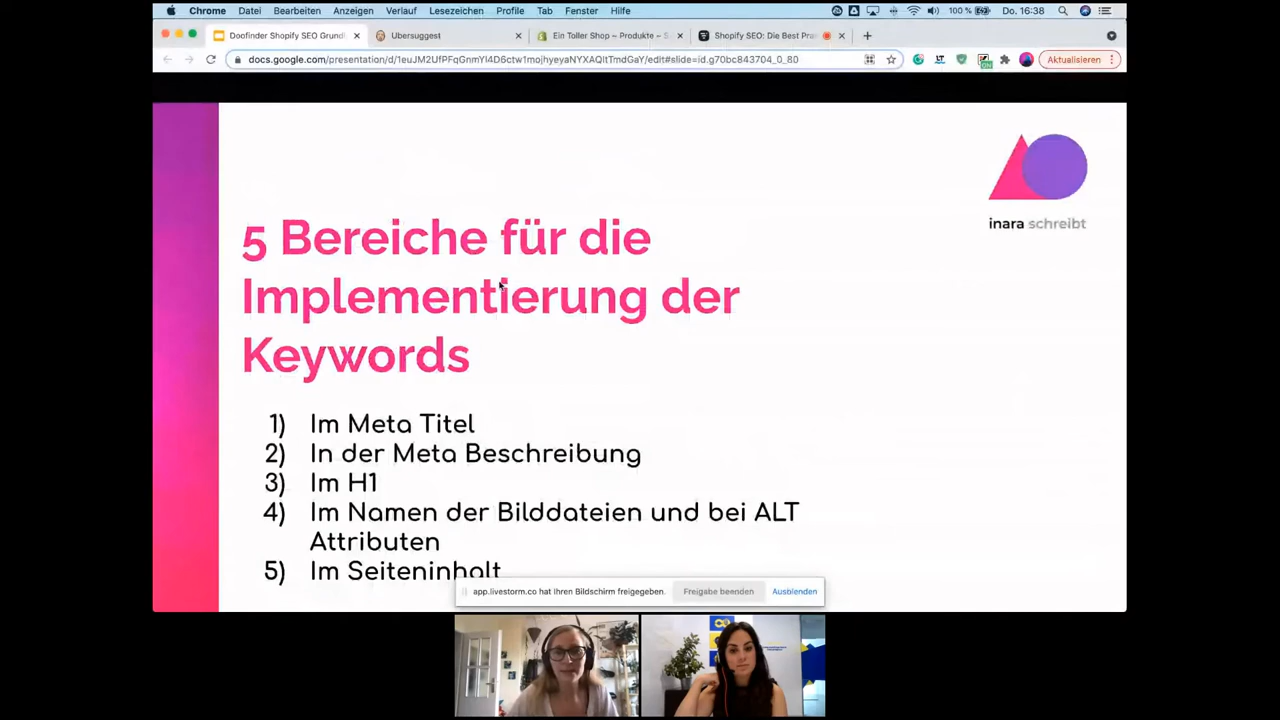 Chrome Datei Bearbeiten Anzeigen Verlauf Lesezeichen Profile Tab Fenster Hilfe 100 % Do. 16:38
Doofinder Shopify SEO Grundl Ubersuggest Ein Toller Shop ~ Produkte ~ S Shopify SEO: Die Best Pra
docs.google.com/presentation/d/1euJM2UfPFqGnmYl4D6ctw1mojhyeyaNYXAQItTmdGaY/edit#slide=id.g70bc843704_0_80 Aktualisieren
inara schreibt
5 Bereiche für die
Implementierung der
Keywords
1) Im Meta Titel
2) In der Meta Beschreibung
3) Im H1
4) Im Namen der Bilddateien und bei ALT
Attributen
5) Im Seiteninhalt
app.livestorm.co hat Ihren Bildschirm freigegeben. Freigabe beenden Ausblenden